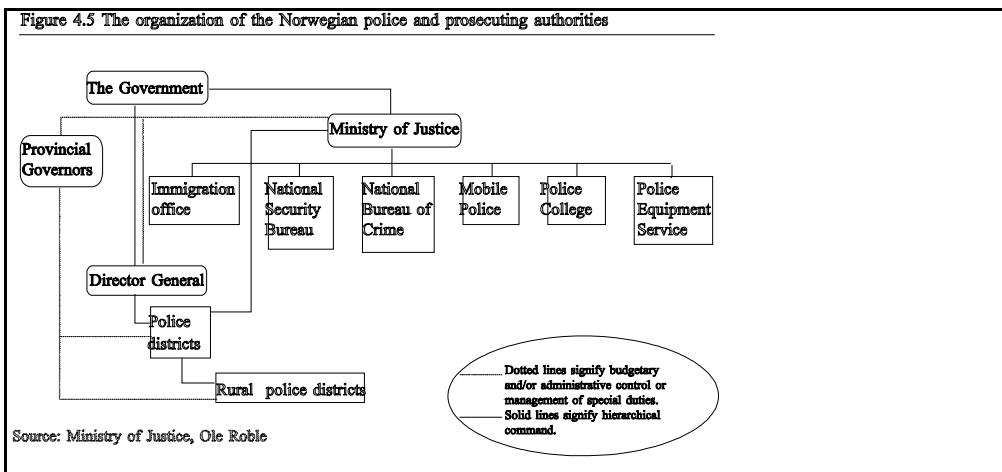 Figure 4.5 The organization of the Norwegian police and prosecuting authorities
The Government
Ministry of Justice
Provincial
Governors
Immigration
office
National
Security
Bureau
National
Bureau of
Crime
Mobile
Police
Police
College
Police
Equipment
Service
Director General
Police
districts
Rural police districts
Dotted lines signify budgetary
and/or administrative control or
management of special duties.
Solid lines signify hierarchical
command.
Source: Ministry of Justice, Ole Roble